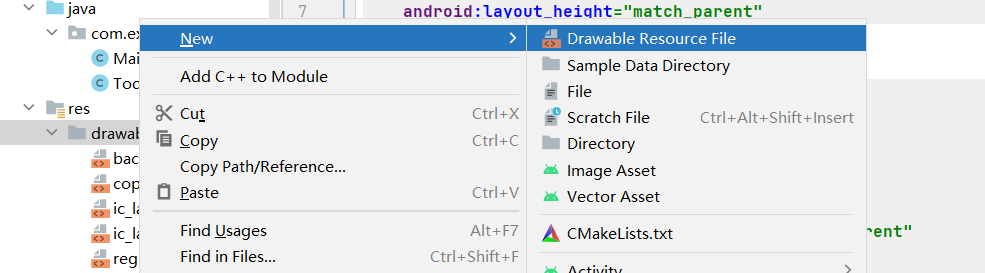 java
com.ex
Mai
Too
res
drawab
bac
cop
ic_la
ic_la
reg
7
android:layout_height="match_parent"
New
Add C++ to Module
Cut Ctrl+X
Copy Ctrl+C
Copy Path/Reference...
Paste Ctrl+V
Find Usages Alt+F7
Find in Files... Ctrl+Shift+F
Drawable Resource File
Sample Data Directory
File
Scratch File Ctrl+Alt+Shift+Insert
Directory
Image Asset
Vector Asset
CMakeLists.txt
Activity
rent"